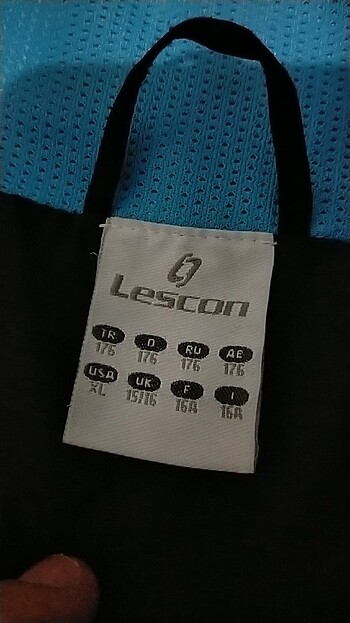 Lescon
TR D RU AE
176 176 176 176
USA UK F I
XL 15/16 16A 16A